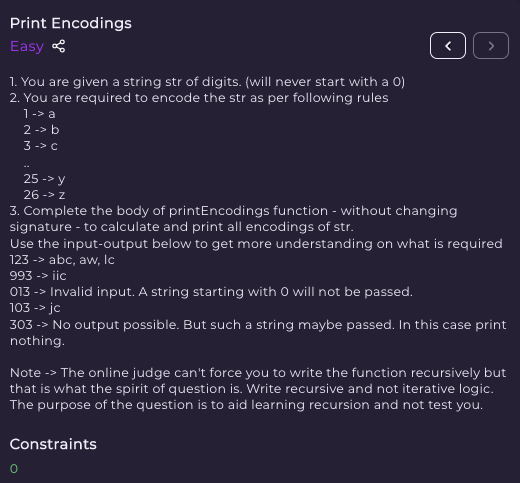 Print Encodings
Easy
1. You are given a string str of digits. (will never start with a 0)
2. You are required to encode the str as per following rules
1 -> a
2 -> b
3 -> c
..
25 -> y
26 -> z
3. Complete the body of printEncodings function - without changing
signature - to calculate and print all encodings of str.
Use the input-output below to get more understanding on what is required
123 -> abc, aw, lc
993 -> iic
013 -> Invalid input. A string starting with 0 will not be passed.
103 -> jc
303 -> No output possible. But such a string maybe passed. In this case print
nothing.
Note -> The online judge can't force you to write the function recursively but
that is what the spirit of question is. Write recursive and not iterative logic.
The purpose of the question is to aid learning recursion and not test you.
Constraints
0